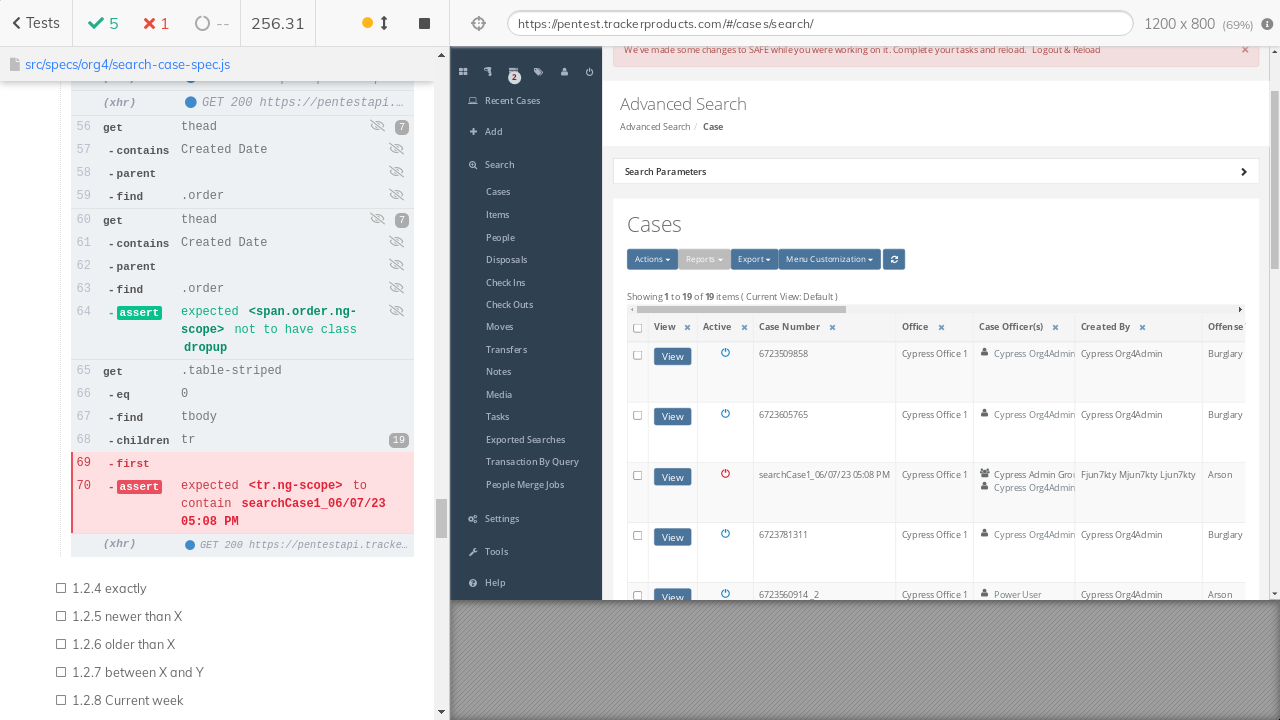 Tests
5
1
--
256.31
https://pentest.trackerproducts.com/#/cases/search/
1200 x 800 (69%)
src/specs/org4/search-case-spec.js
(xhr) GET 200 https://pentestapi.…
56 get thead 7
57 -contains Created Date
58 -parent
59 -find .order
60 get thead 7
61 -contains Created Date
62 -parent
63 -find .order
64 -assert expected <span.order.ng-
scope> not to have class
dropup
65 get .table-striped
66 -eq 0
67 -find tbody
68 -children tr 19
69 -first
70 -assert expected <tr.ng-scope> to
contain searchCase1_06/07/23
05:08 PM
(xhr) GET 200 https://pentestapi.tracke…
1.2.4 exactly
1.2.5 newer than X
1.2.6 older than X
1.2.7 between X and Y
1.2.8 Current week
We've made some changes to SAFE while you were working on it. Complete your tasks and reload. Logout & Reload ×
2
Recent Cases
Add
Search
Cases
Items
People
Disposals
Check Ins
Check Outs
Moves
Transfers
Notes
Media
Tasks
Exported Searches
Transaction By Query
People Merge Jobs
Settings
Tools
Help
Advanced Search
Advanced Search / Case
Search Parameters
Cases
Actions Reports Export Menu Customization
Showing 1 to 19 of 19 items ( Current View: Default )
View Active Case Number Office Case Officer(s) Created By Offense
View 6723509858 Cypress Office 1 Cypress Org4Admin Cypress Org4Admin Burglary
View 6723605765 Cypress Office 1 Cypress Org4Admin Cypress Org4Admin Burglary
View searchCase1_06/07/23 05:08 PM Cypress Office 1 Cypress Admin Gro Fjun7kty Mjun7kty Ljun7kty Arson
Cypress Org4Admin
View 6723781311 Cypress Office 1 Cypress Org4Admin Cypress Org4Admin Burglary
View 6723560914 _2 Cypress Office 1 Power User Cypress Org4Admin Arson